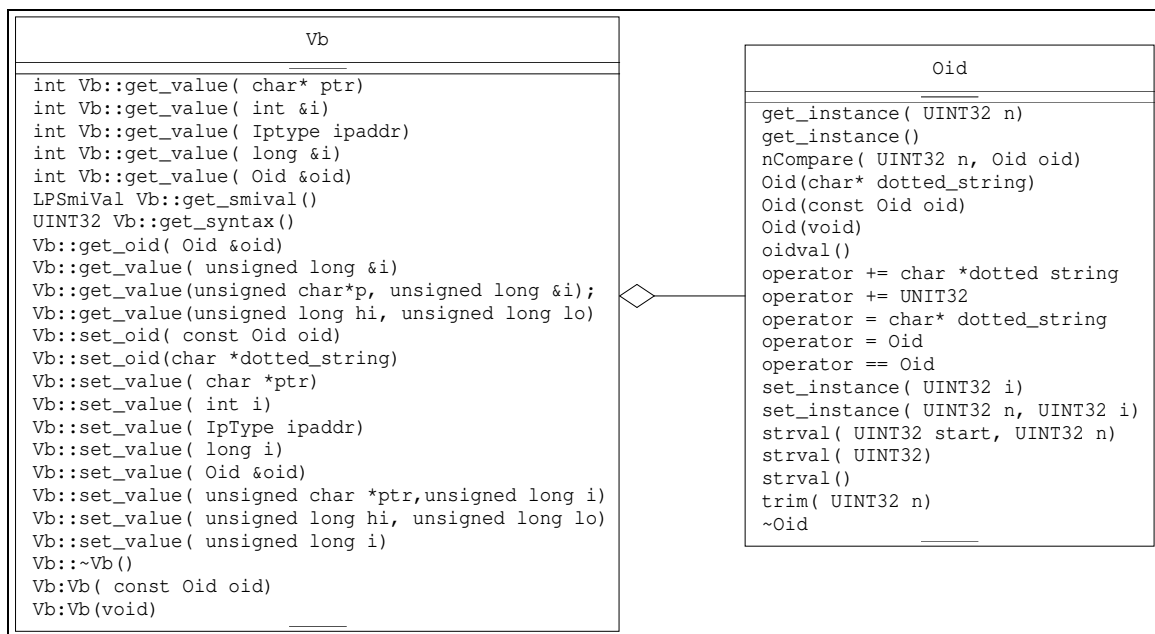 Vb
int Vb::get_value( char* ptr)
int Vb::get_value( int &i)
int Vb::get_value( Iptype ipaddr)
int Vb::get_value( long &i)
int Vb::get_value( Oid &oid)
LPSmiVal Vb::get_smival()
UINT32 Vb::get_syntax()
Vb::get_oid( Oid &oid)
Vb::get_value( unsigned long &i)
Vb::get_value(unsigned char*p, unsigned long &i);
Vb::get_value(unsigned long hi, unsigned long lo)
Vb::set_oid( const Oid oid)
Vb::set_oid(char *dotted_string)
Vb::set_value( char *ptr)
Vb::set_value( int i)
Vb::set_value( IpType ipaddr)
Vb::set_value( long i)
Vb::set_value( Oid &oid)
Vb::set_value( unsigned char *ptr,unsigned long i)
Vb::set_value( unsigned long hi, unsigned long lo)
Vb::set_value( unsigned long i)
Vb::~Vb()
Vb:Vb( const Oid oid)
Vb:Vb(void)
Oid
get_instance( UINT32 n)
get_instance()
nCompare( UINT32 n, Oid oid)
Oid(char* dotted_string)
Oid(const Oid oid)
Oid(void)
oidval()
operator += char *dotted string
operator += UNIT32
operator = char* dotted_string
operator = Oid
operator == Oid
set_instance( UINT32 i)
set_instance( UINT32 n, UINT32 i)
strval( UINT32 start, UINT32 n)
strval( UINT32)
strval()
trim( UINT32 n)
~Oid